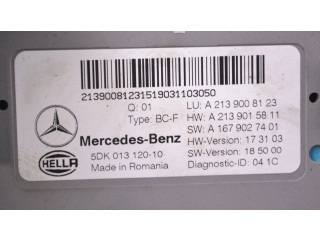 21390081231519031103050
Q: 01 LU: A 213 900 81 23
Type: BC-F HW: A 213 901 58 11
Mercedes-Benz SW: A 167 902 74 01
5DK 013 120-10 HW-Version: 17 31 03
HELLA Made in Romania SW-Version: 18 50 00
Diagnostic-ID: 04 1C